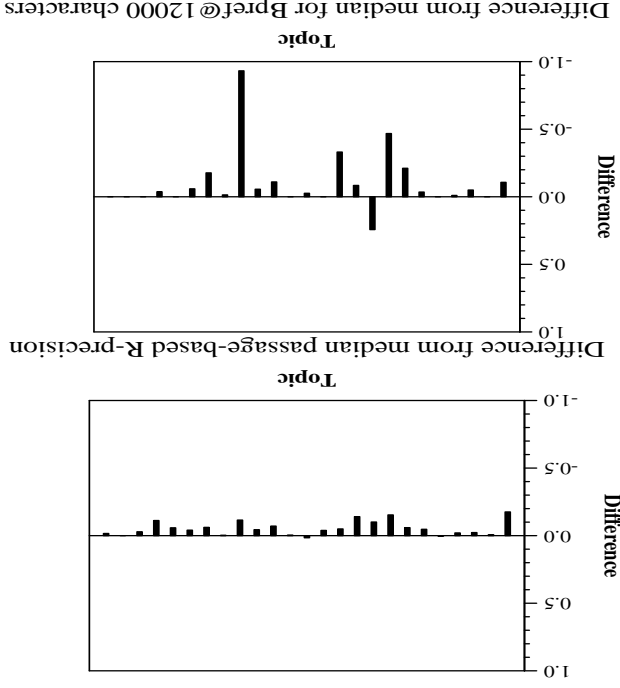 1.0
0.5
Difference
0.0
-0.5
-1.0
Topic
Difference from median passage-based R-precision
1.0
0.5
Difference
0.0
-0.5
-1.0
Topic
Difference from median for Bpref@12000 characters